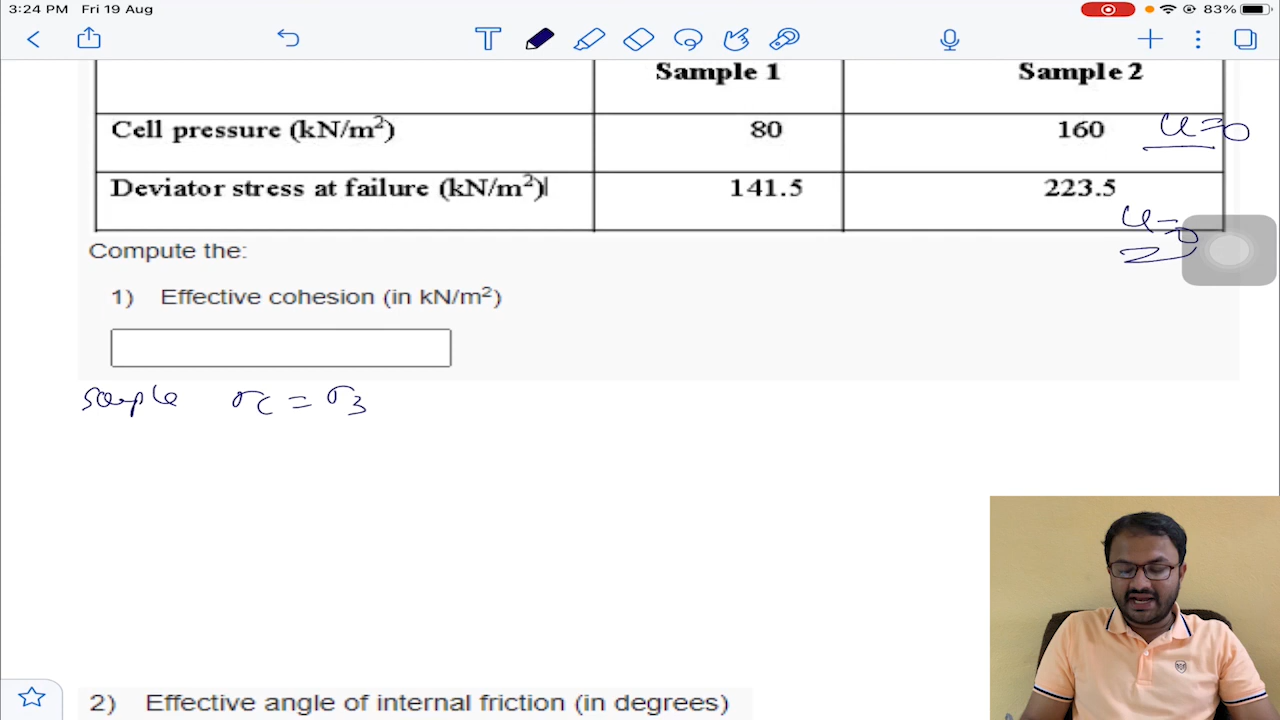 3:24 PM Fri 19 Aug
83%
Sample 1 Sample 2
Cell pressure (kN/m²) 80 160 u=0
Deviator stress at failure (kN/m²) 141.5 223.5
u=0
Compute the:
1) Effective cohesion (in kN/m²)
sample σc = σ3
2) Effective angle of internal friction (in degrees)